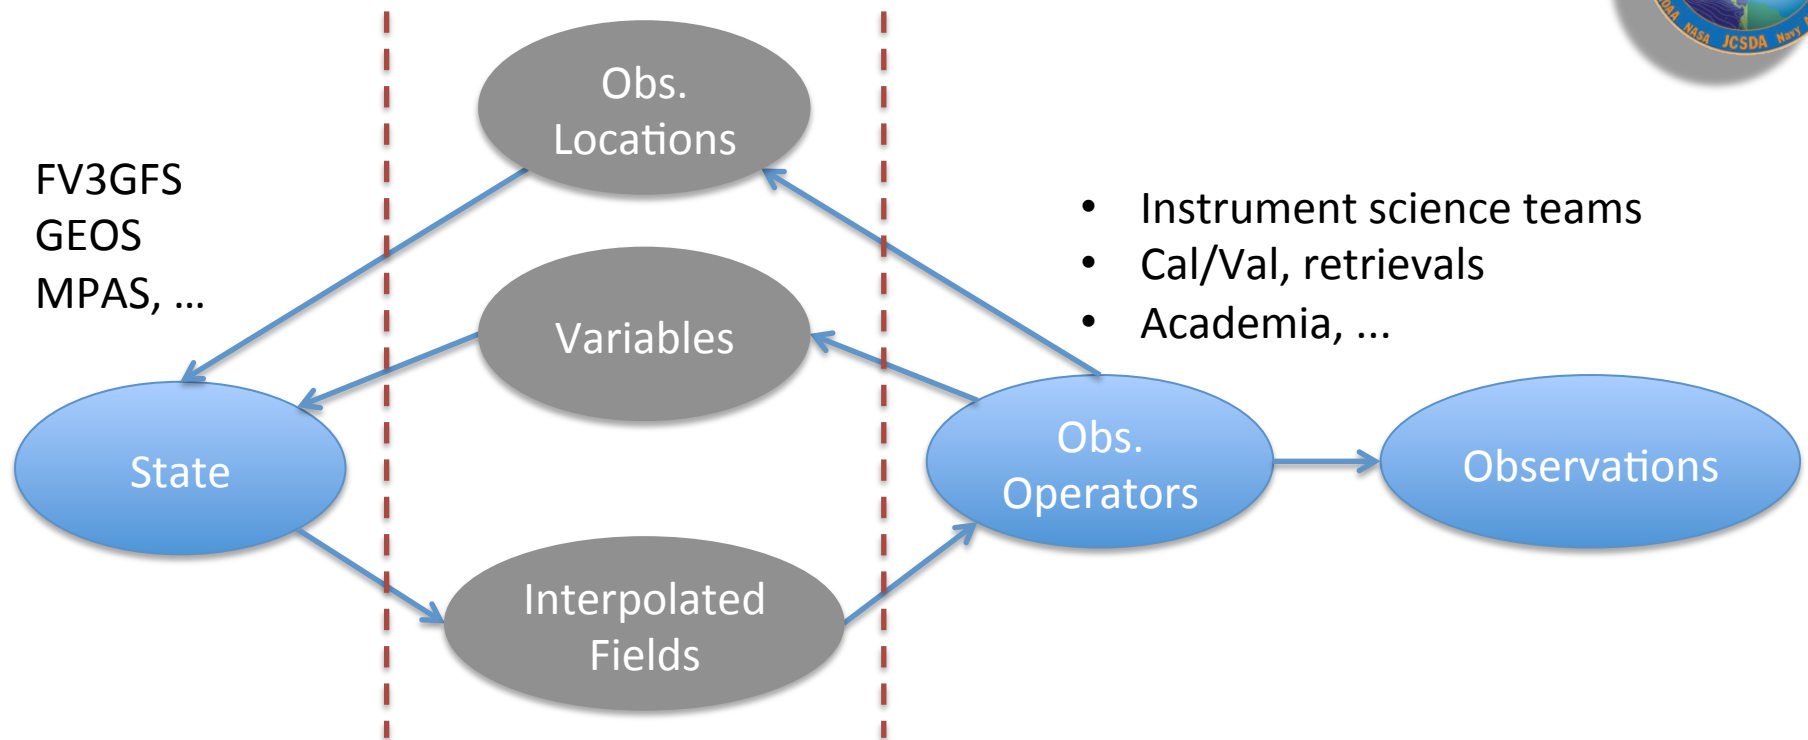 Obs.
Locations
FV3GFS
GEOS
MPAS, ...
• Instrument science teams
• Cal/Val, retrievals
• Academia, ...
Variables
State
Obs.
Operators
Observations
Interpolated
Fields
NASA JCSDA Navy